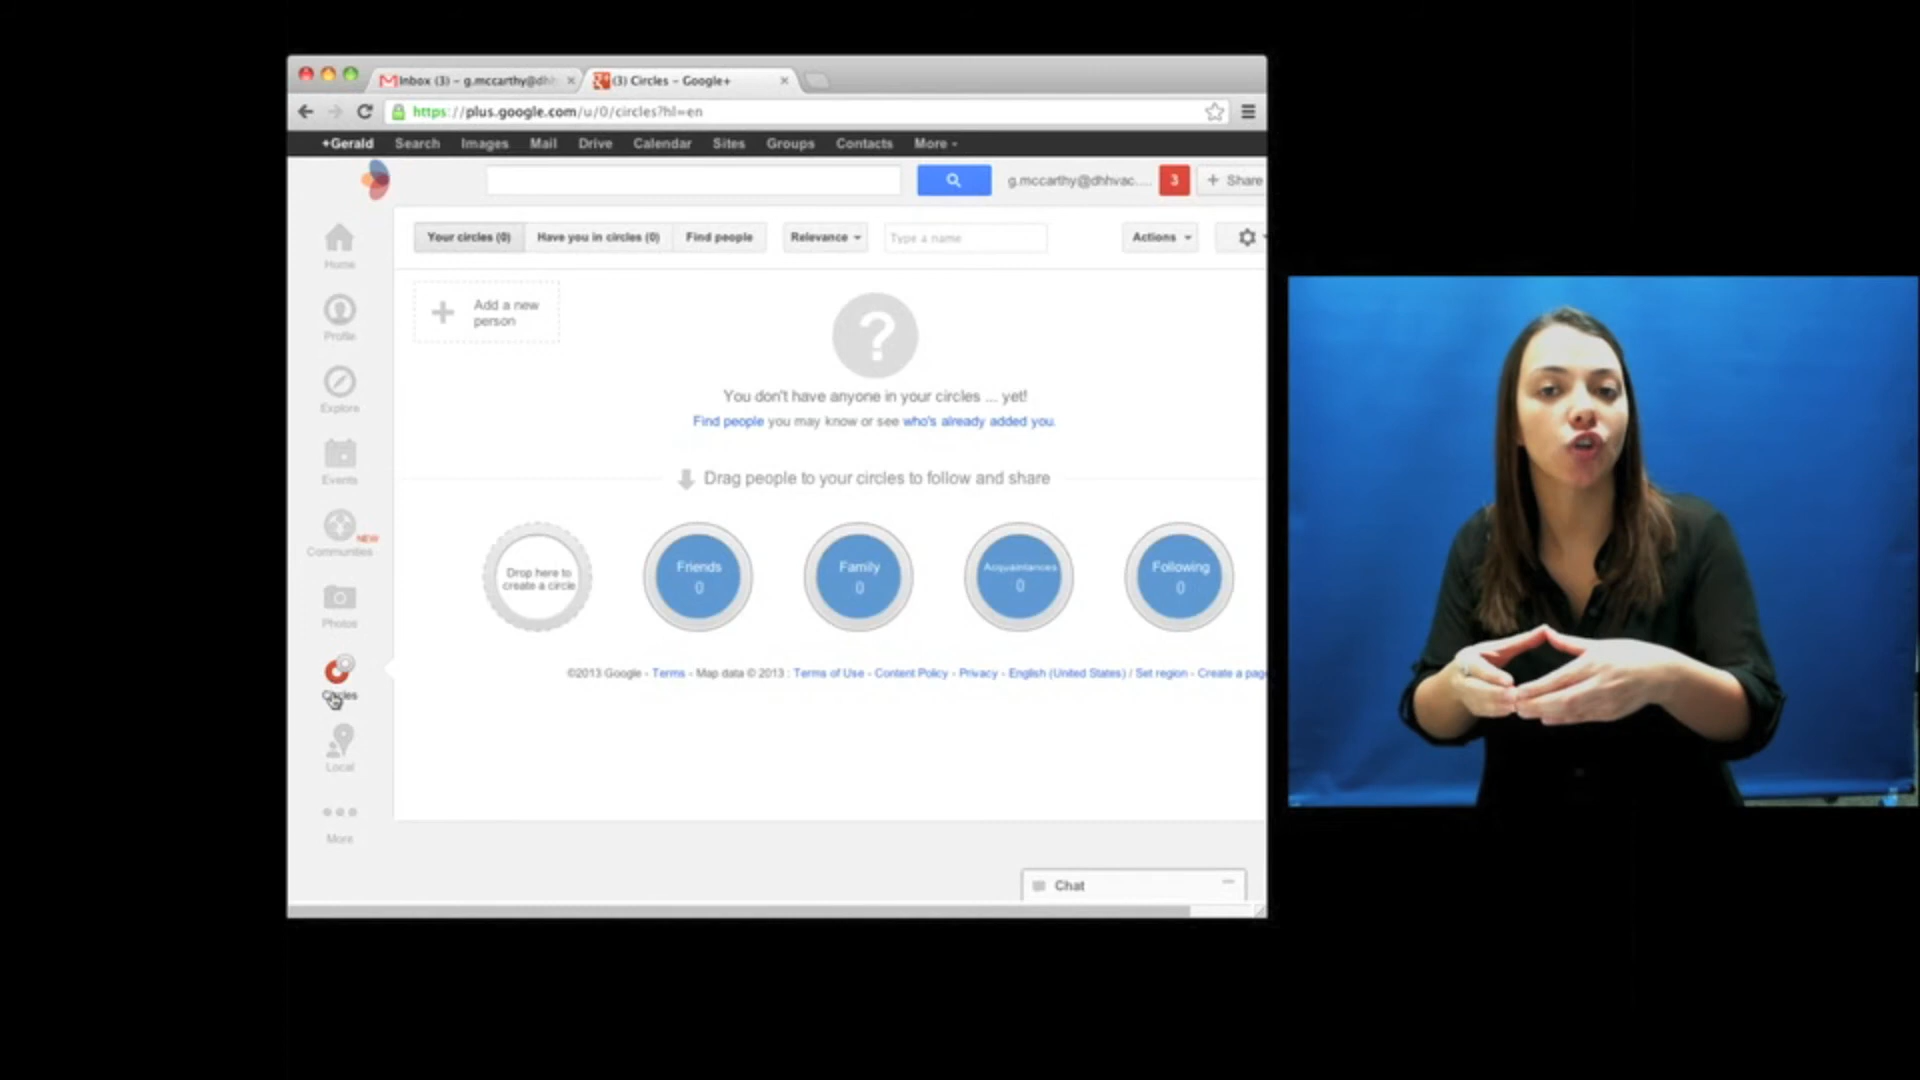 Inbox (3) – g.mccarthy@dhh
(3) Circles – Google+
https://plus.google.com/u/0/circles?hl=en
+Gerald Search Images Mail Drive Calendar Sites Groups Contacts More
g.mccarthy@dhhvac.... 3 + Share
Your circles (0) Have you in circles (0) Find people Relevance Type a name Actions
Home
Profile
Explore
Events
NEW
Communities
Photos
Circles
Local
More
Add a new
person
?
You don't have anyone in your circles ... yet!
Find people you may know or see who's already added you.
Drag people to your circles to follow and share
Drop here to
create a circle
Friends
0
Family
0
Acquaintances
0
Following
0
©2013 Google - Terms - Map data © 2013 : Terms of Use - Content Policy - Privacy - English (United States) / Set region - Create a pag
Chat